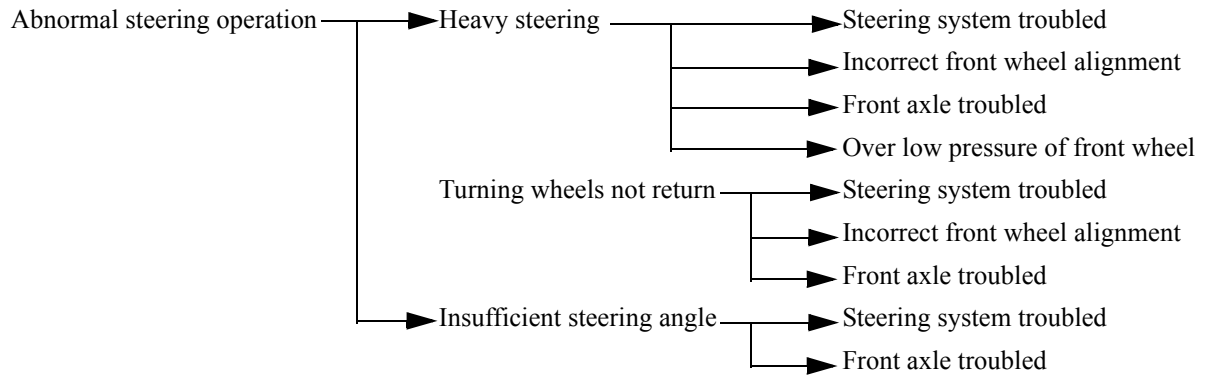 Abnormal steering operation
Heavy steering
Steering system troubled
Incorrect front wheel alignment
Front axle troubled
Over low pressure of front wheel
Turning wheels not return
Steering system troubled
Incorrect front wheel alignment
Front axle troubled
Insufficient steering angle
Steering system troubled
Front axle troubled